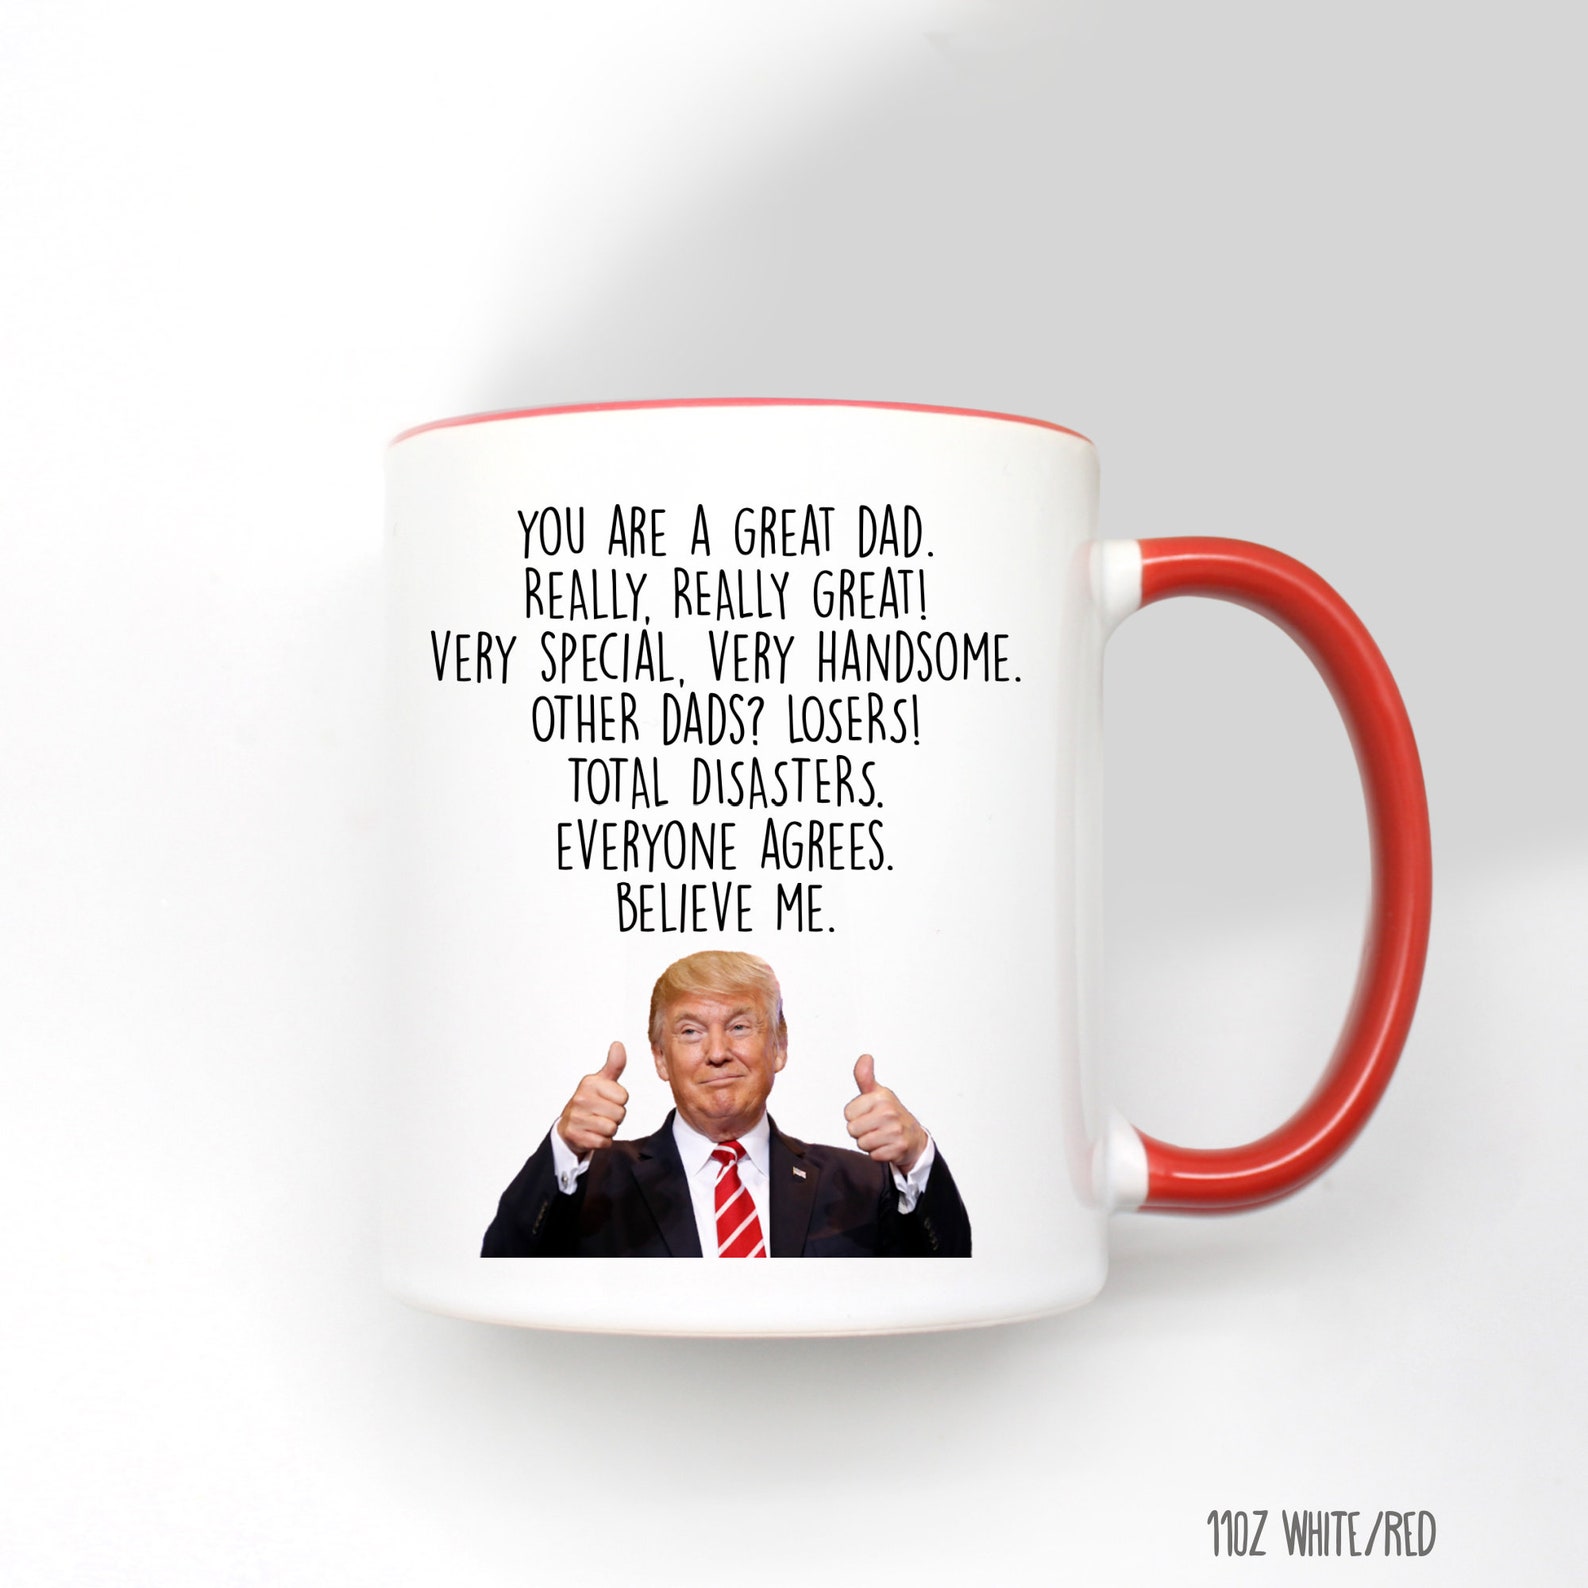 YOU ARE A GREAT DAD.
REALLY, REALLY GREAT!
VERY SPECIAL, VERY HANDSOME.
OTHER DADS? LOSERS!
TOTAL DISASTERS.
EVERYONE AGREES.
BELIEVE ME.
11OZ WHITE/RED